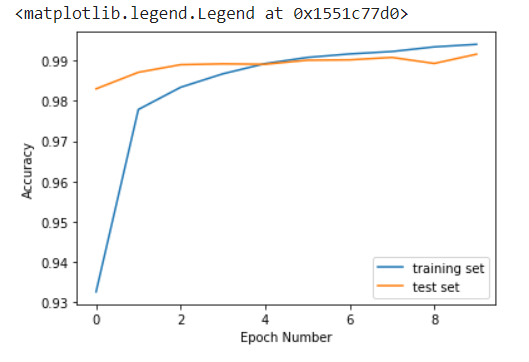 <matplotlib.legend.Legend at 0x1551c77d0>
0.99
0.98
0.97
0.96
0.95
0.94
0.93
Accuracy
0 2 4 6 8
Epoch Number
training set
test set